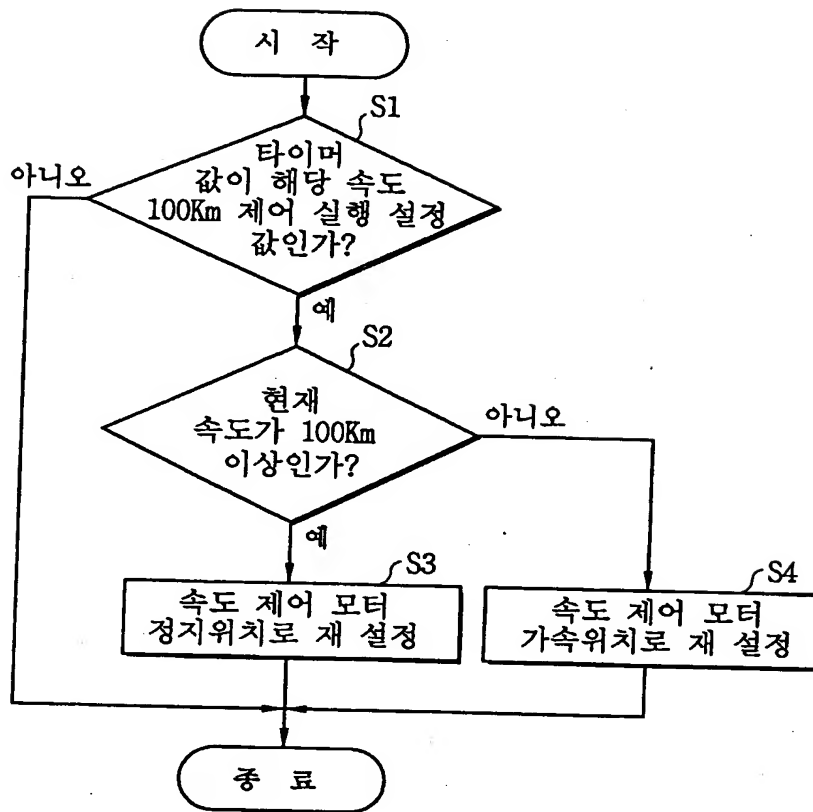 시 작
S1
타이머
값이 해당 속도
100Km 제어 실행 설정
값인가?
아니오
예
S2
현재
속도가 100Km
이상인가?
아니오
예
S3
속도 제어 모터
정지위치로 재 설정
S4
속도 제어 모터
가속위치로 재 설정
종 료